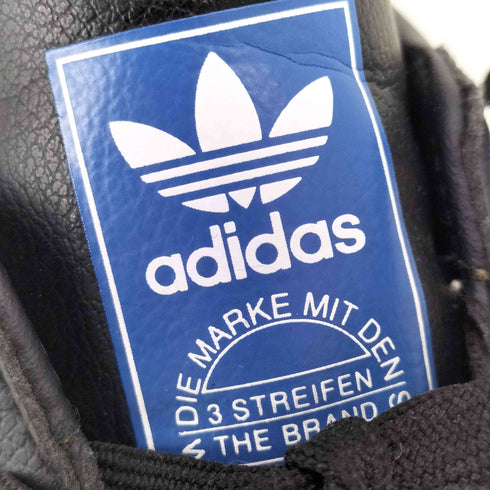 adidas
DIE MARKE MIT DEN
3 STREIFEN
THE BRAND